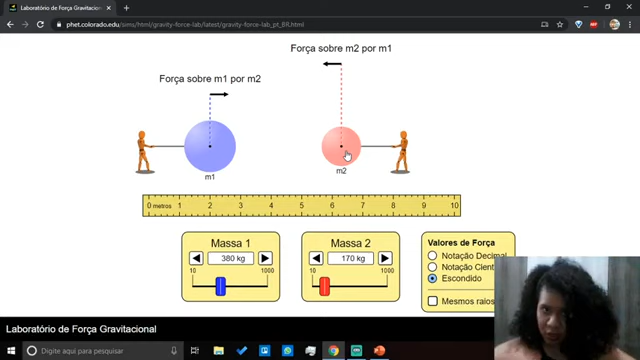 Laboratório de Força Gravitacional
phet.colorado.edu/sims/html/gravity-force-lab/latest/gravity-force-lab_pt_BR.html
Força sobre m2 por m1
Força sobre m1 por m2
m1
m2
0 metros 1 2 3 4 5 6 7 8 9 10
Massa 1
380 kg
10 1000
Massa 2
170 kg
10 1000
Valores de Força
Notação Decimal
Notação Cient
Escondido
Mesmos raios
Laboratório de Força Gravitacional
Digite aqui para pesquisar